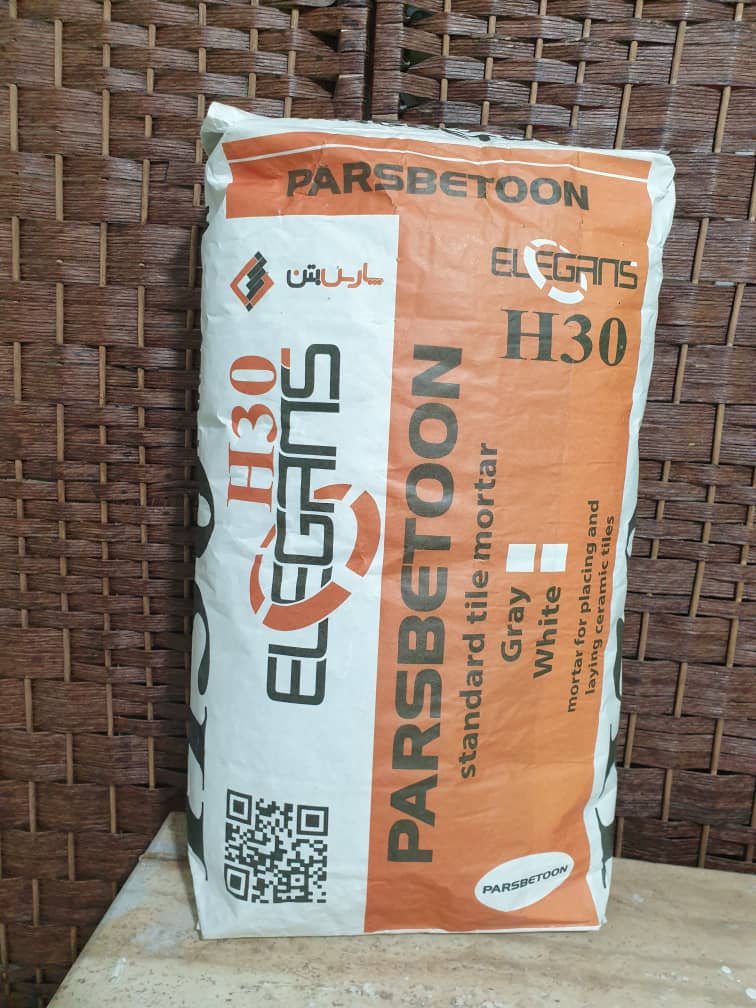 PARSBETOON
پارس‌بتن
ELEGANS
H30
H30
ELEGANS
PARSBETOON
standard tile mortar
Gray
White
mortar for placing and
laying ceramic tiles
PARSBETOON